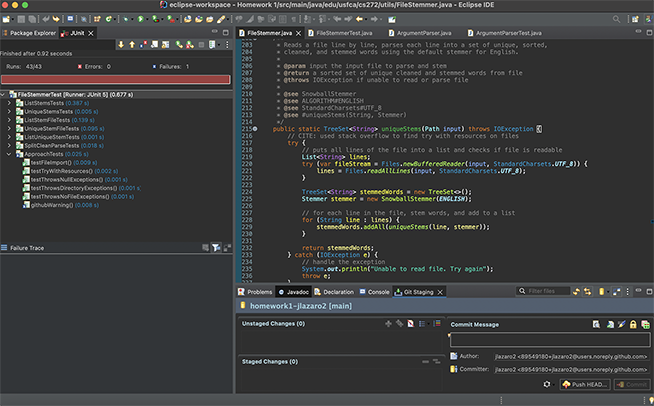 eclipse-workspace - Homework 1/src/main/java/edu/usfca/cs272/utils/FileStemmer.java - Eclipse IDE
Package Explorer
JUnit
Finished after 0.92 seconds
Runs: 43/43
Errors: 0
Failures: 1
FileStemmerTest [Runner: JUnit 5] (0.677 s)
ListStemsTests (0.387 s)
UniqueStemsTests (0.005 s)
ListStemFileTests (0.139 s)
UniqueStemFileTests (0.095 s)
ListUniqueStemTests (0.031 s)
SplitCleanParseTests (0.018 s)
ApproachTests (0.025 s)
testFileImport() (0.009 s)
testTryWithResources() (0.002 s)
testThrowsNullExceptions() (0.001 s)
testThrowsDirectoryExceptions() (0.001 s)
testThrowsNoFileExceptions() (0.001 s)
githubWarning() (0.008 s)
Failure Trace
FileStemmer.java
FileStemmerTest.java
ArgumentParser.java
ArgumentParserTest.java
203 * Reads a file line by line, parses each line into a set of unique, sorted,
204 * cleaned, and stemmed words using the default stemmer for English.
205 *
206 * @param input the input file to parse and stem
207 * @return a sorted set of unique cleaned and stemmed words from file
208 * @throws IOException if unable to read or parse file
209 *
210 * @see SnowballStemmer
211 * @see ALGORITHM#ENGLISH
212 * @see StandardCharsets#UTF_8
213 * @see #uniqueStems(String, Stemmer)
214 */
215 public static TreeSet<String> uniqueStems(Path input) throws IOException {
216 // CITE: used stack overflow to find try with resources on files
217 try {
218 // puts all lines of the file into a list and checks if file is readable
219 List<String> lines;
220 try (var fileStream = Files.newBufferedReader(input, StandardCharsets.UTF_8)) {
221 lines = Files.readAllLines(input, StandardCharsets.UTF_8);
222 }
223
224 TreeSet<String> stemmedWords = new TreeSet<>();
225 Stemmer stemmer = new SnowballStemmer(ENGLISH);
226
227 // for each line in the file, stem words, and add to a list
228 for (String line : lines) {
229 stemmedWords.addAll(uniqueStems(line, stemmer));
230 }
231
232 return stemmedWords;
233 } catch (IOException e) {
234 // handle the exception
235 System.out.println("Unable to read file. Try again");
236 throw e;
Problems
Javadoc
Declaration
Console
Git Staging
Filter files
homework1-jlazaro2 [main]
Unstaged Changes (0)
Staged Changes (0)
Commit Message
Author: jlazaro2 <89549180+jlazaro2@users.noreply.github.com>
Committer: jlazaro2 <89549180+jlazaro2@users.noreply.github.com>
Push HEAD...
Commit